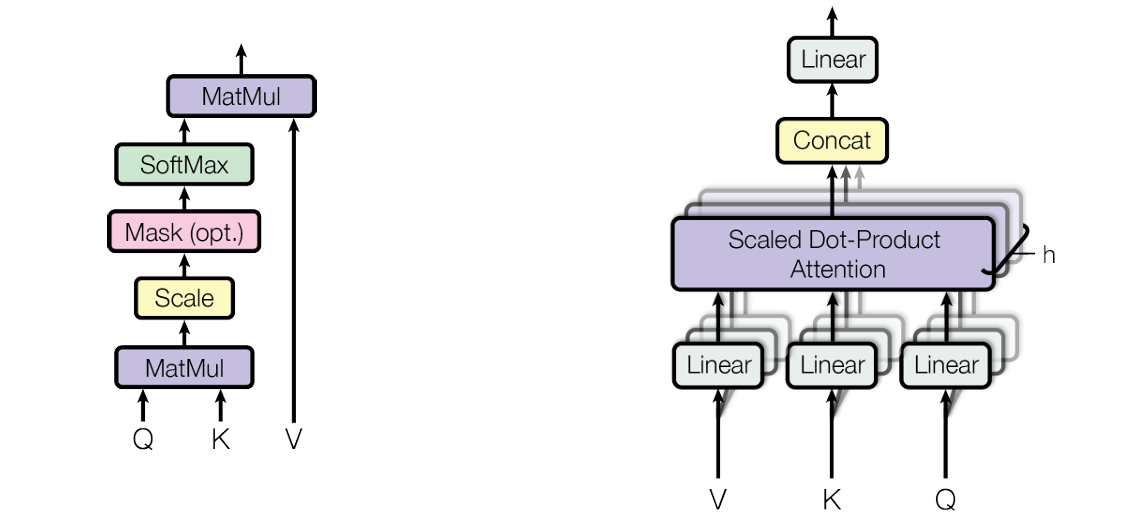 MatMul
SoftMax
Mask (opt.)
Scale
MatMul
Q K V
Linear
Concat
Scaled Dot-Product
Attention
h
Linear Linear Linear
V K Q